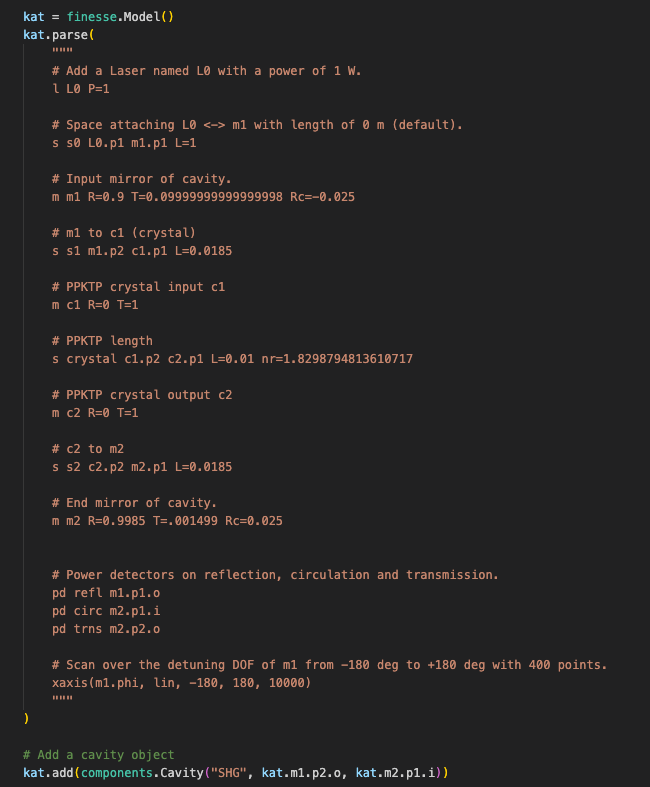 kat = finesse.Model()
kat.parse(
"""
# Add a Laser named L0 with a power of 1 W.
l L0 P=1
# Space attaching L0 <-> m1 with length of 0 m (default).
s s0 L0.p1 m1.p1 L=1
# Input mirror of cavity.
m m1 R=0.9 T=0.09999999999999998 Rc=-0.025
# m1 to c1 (crystal)
s s1 m1.p2 c1.p1 L=0.0185
# PPKTP crystal input c1
m c1 R=0 T=1
# PPKTP length
s crystal c1.p2 c2.p1 L=0.01 nr=1.8298794813610717
# PPKTP crystal output c2
m c2 R=0 T=1
# c2 to m2
s s2 c2.p2 m2.p1 L=0.0185
# End mirror of cavity.
m m2 R=0.9985 T=.001499 Rc=0.025
# Power detectors on reflection, circulation and transmission.
pd refl m1.p1.o
pd circ m2.p1.i
pd trns m2.p2.o
# Scan over the detuning DOF of m1 from -180 deg to +180 deg with 400 points.
xaxis(m1.phi, lin, -180, 180, 10000)
"""
)
# Add a cavity object
kat.add(components.Cavity("SHG", kat.m1.p2.o, kat.m2.p1.i))